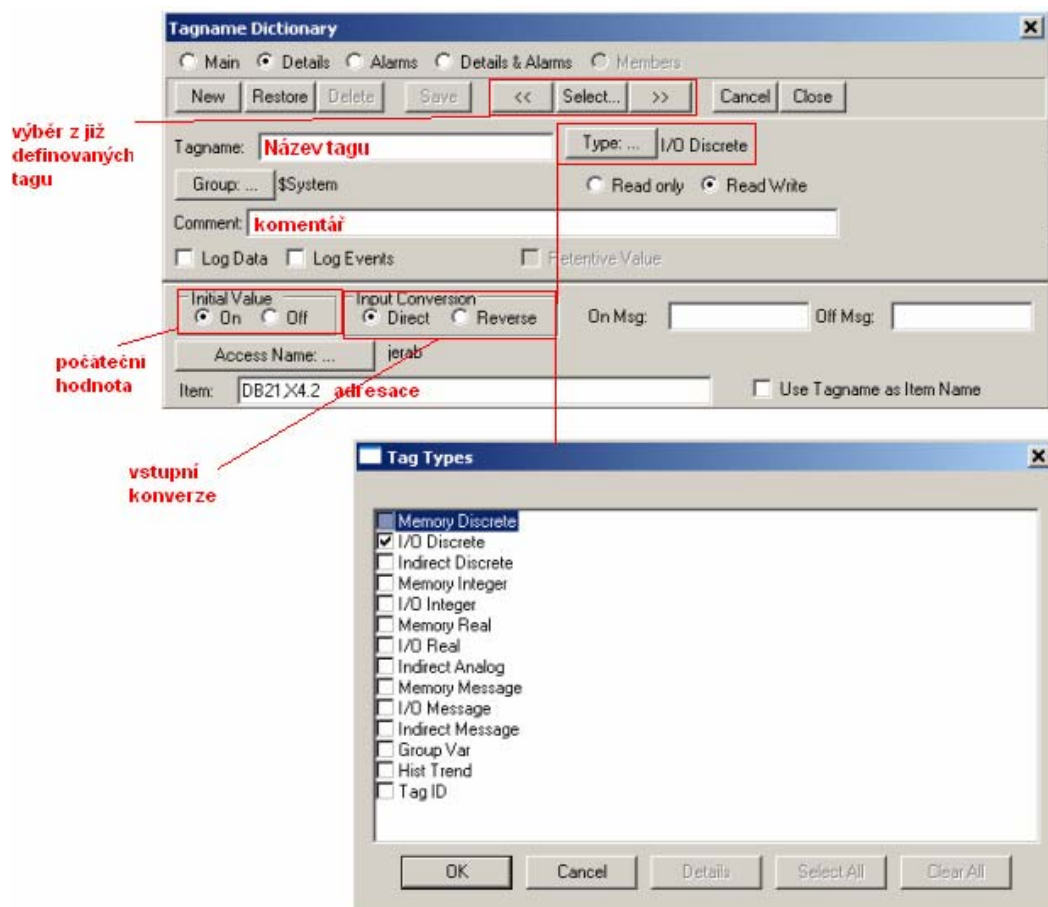 Tagname Dictionary
Main Details Alarms Details & Alarms Members
New Restore Delete Save << Select... >> Cancel Close
výběr z již
definovaných
tagu
Tagname: Název tagu Type: ... I/O Discrete
Group: ... $System Read only Read Write
Comment: komentář
Log Data Log Events Retentive Value
Initial Value Input Conversion
On Off Direct Reverse On Msg: Off Msg:
počáteční
hodnota
Access Name: ... jerab
Item: DB21,X4.2 adresace Use Tagname as Item Name
vstupní
konverze
Tag Types
Memory Discrete
I/O Discrete
Indirect Discrete
Memory Integer
I/O Integer
Memory Real
I/O Real
Indirect Analog
Memory Message
I/O Message
Indirect Message
Group Var
Hist Trend
Tag ID
OK Cancel Details Select All Clear All